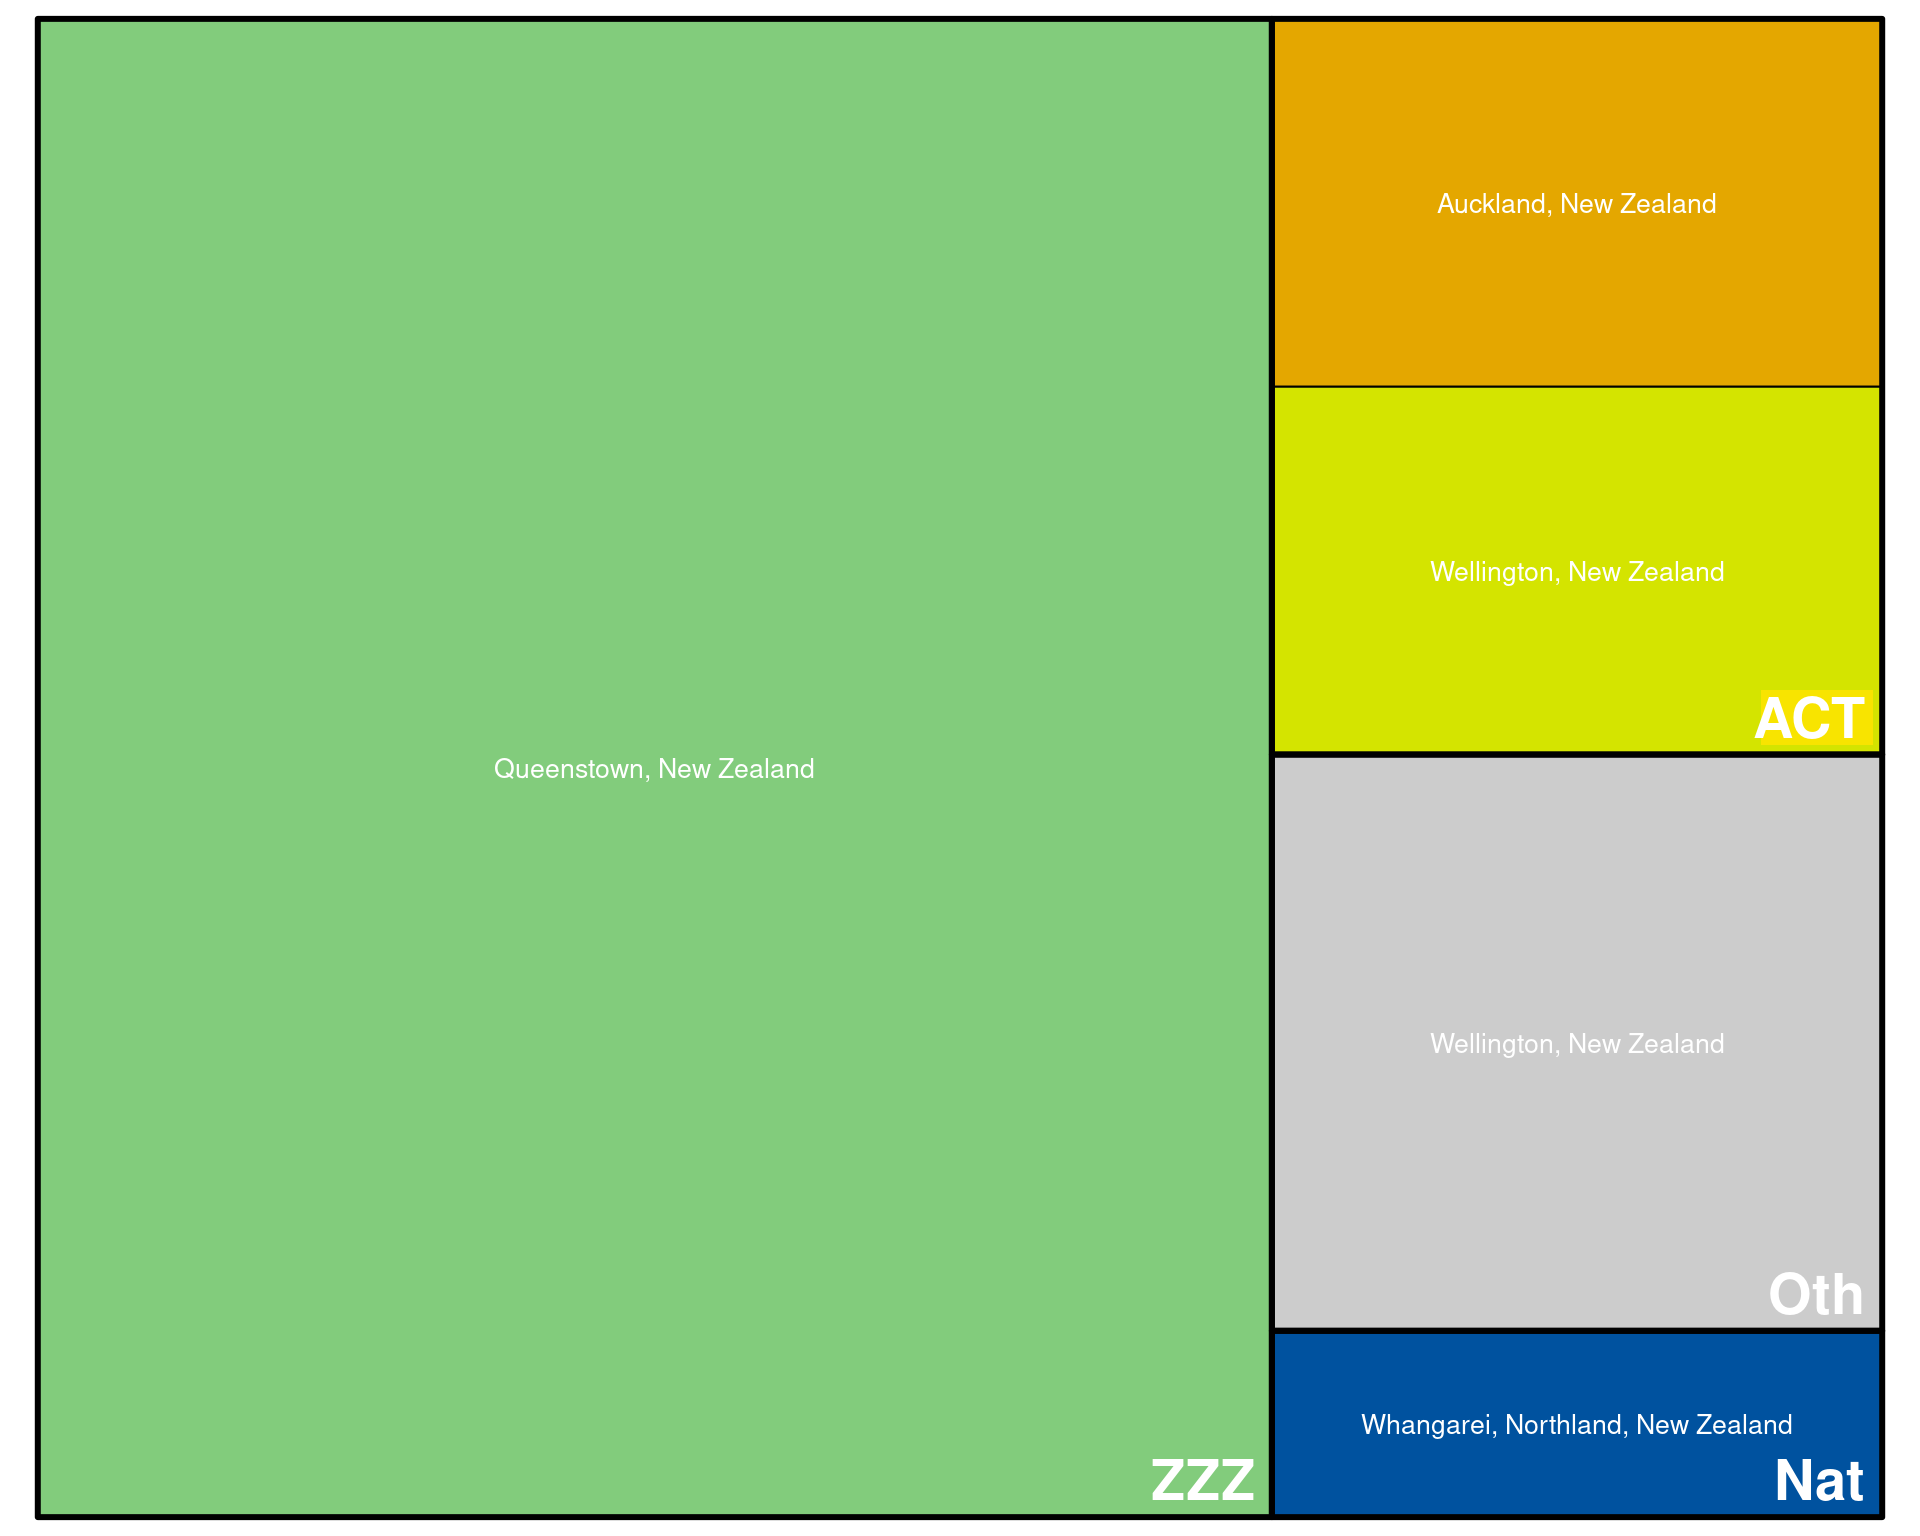 Queenstown, New Zealand
ZZZ
Auckland, New Zealand
Wellington, New Zealand
ACT
Wellington, New Zealand
Oth
Whangarei, Northland, New Zealand
Nat